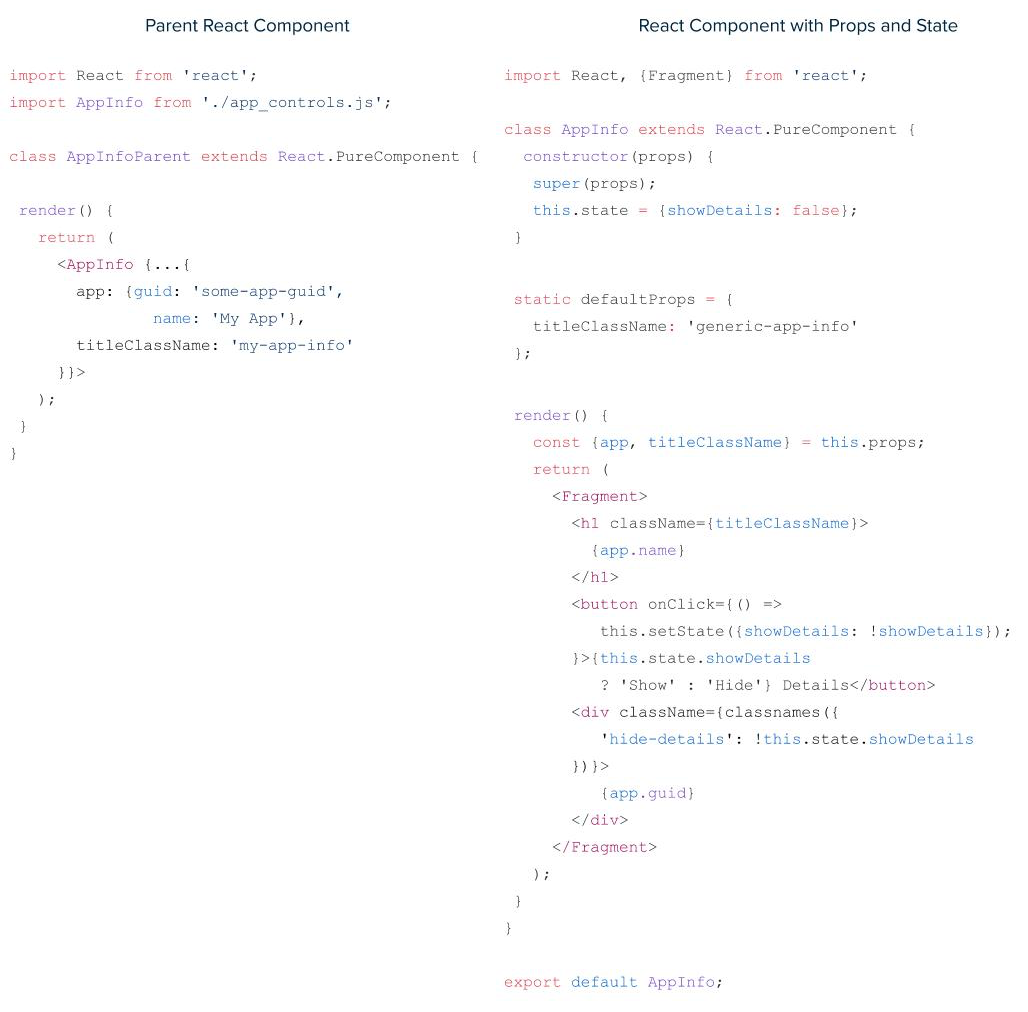 Parent React Component
import React from 'react';
import AppInfo from './app_controls.js';
class AppInfoParent extends React.PureComponent {
render() {
return (
<AppInfo {...{
app: {guid: 'some-app-guid',
name: 'My App'},
titleClassName: 'my-app-info'
}}>
);
}
}
React Component with Props and State
import React, {Fragment} from 'react';
class AppInfo extends React.PureComponent {
constructor(props) {
super(props);
this.state = {showDetails: false};
}
static defaultProps = {
titleClassName: 'generic-app-info'
};
render() {
const {app, titleClassName} = this.props;
return (
<Fragment>
<h1 className={titleClassName}>
{app.name}
</h1>
<button onClick={() =>
this.setState({showDetails: !showDetails});
}>{this.state.showDetails
? 'Show' : 'Hide'} Details</button>
<div className={classnames({
'hide-details': !this.state.showDetails
})}>
{app.guid}
</div>
</Fragment>
);
}
}
export default AppInfo;